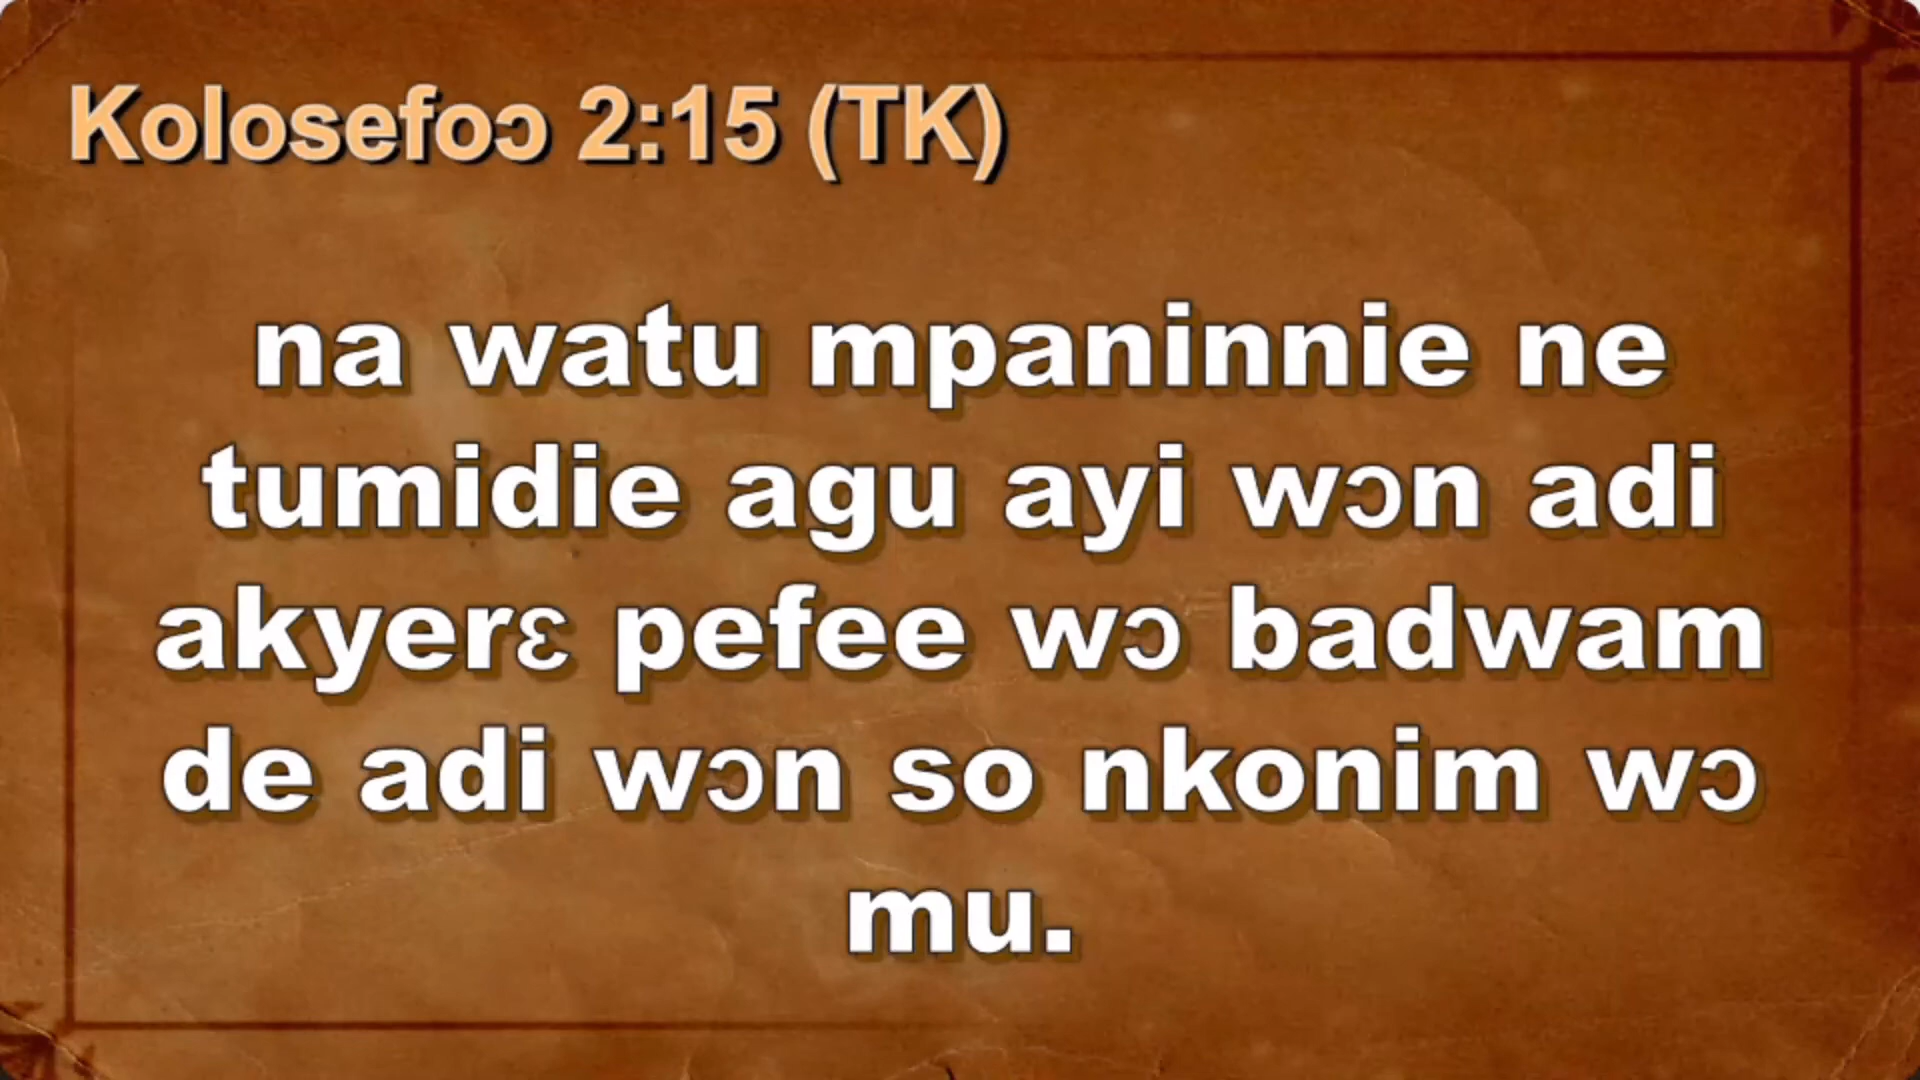 Kolosefoɔ 2:15 (TK)
na watu mpaninnie ne
tumidie agu ayi wɔn adi
akyerɛ pefee wɔ badwam
de adi wɔn so nkonim wɔ
mu.